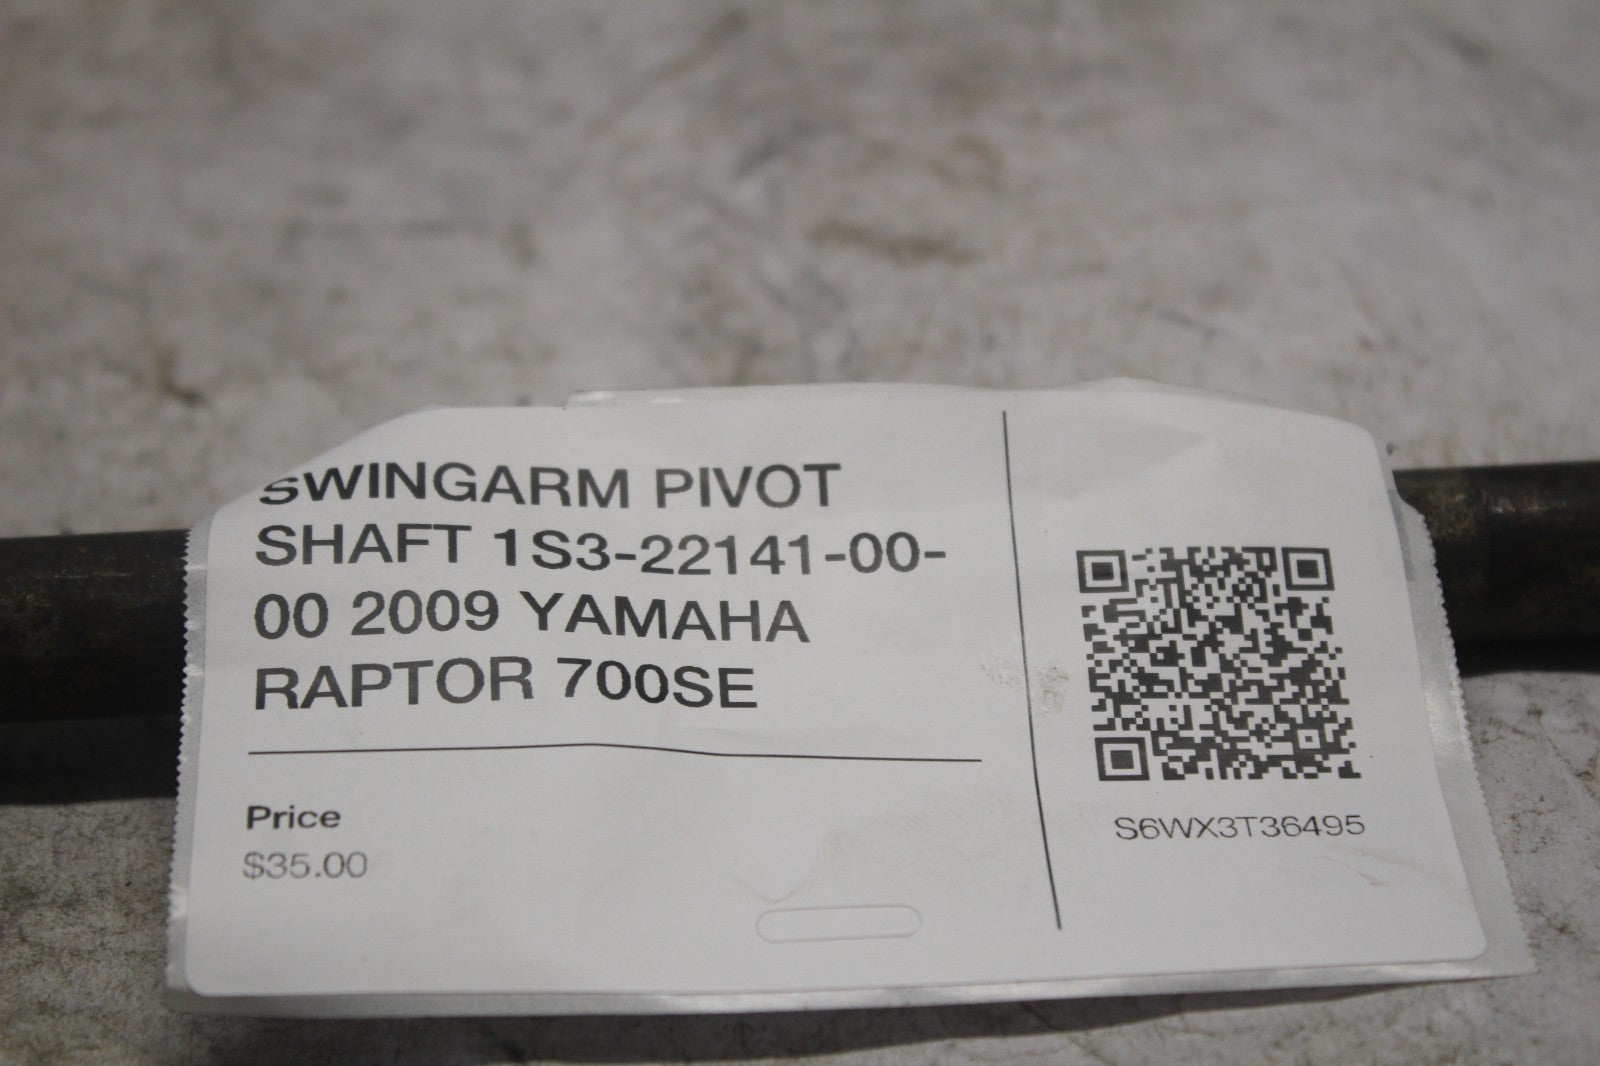 SWINGARM PIVOT
SHAFT 1S3-22141-00-
00 2009 YAMAHA
RAPTOR 700SE
Price
$35.00
S6WX3T36495